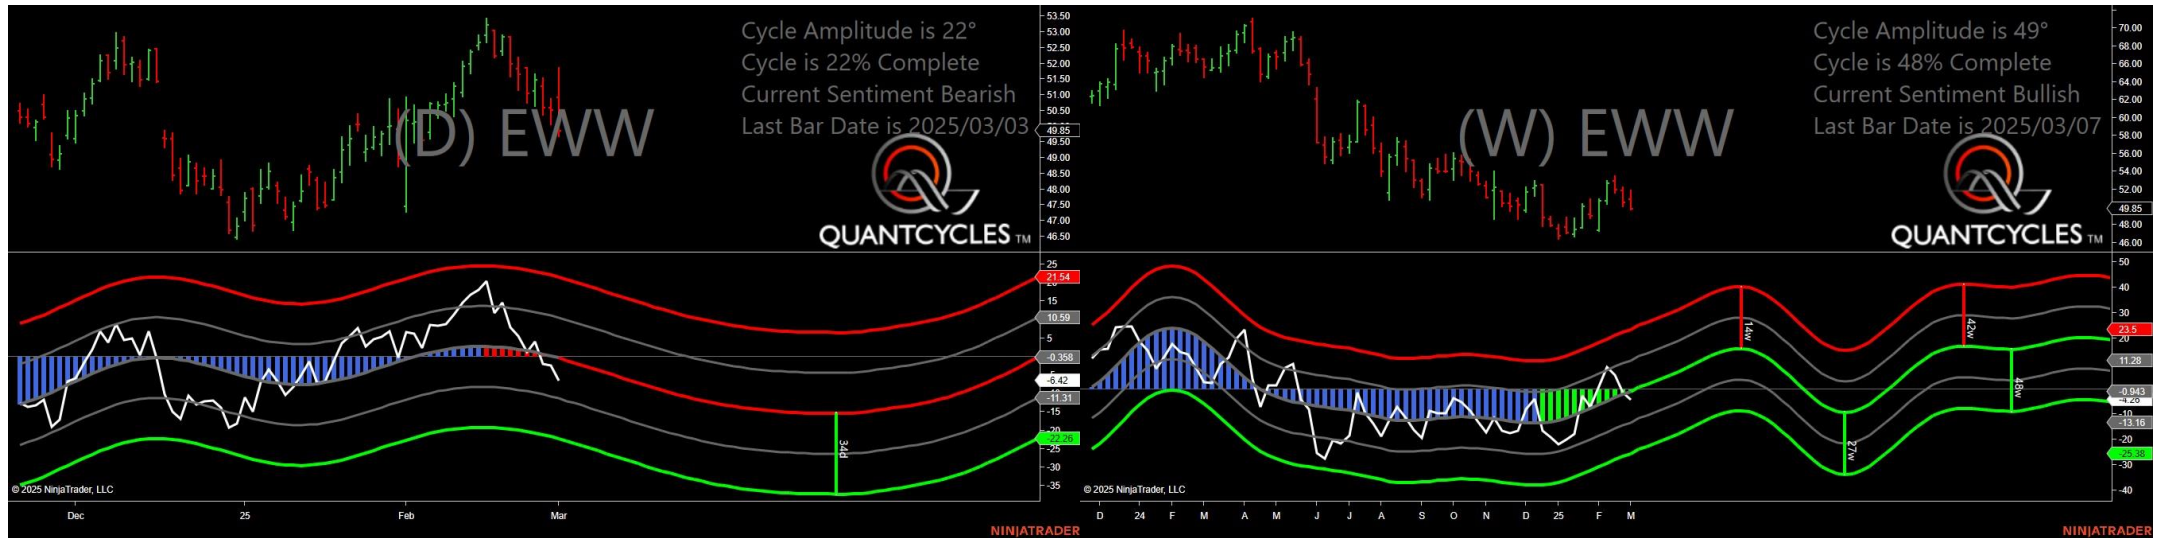 Cycle Amplitude is 22°
Cycle is 22% Complete
Current Sentiment Bearish
Last Bar Date is 2025/03/03
(D) EWW
QUANTCYCLES TM
53.50
53.00
52.50
52.00
51.50
51.00
50.50
49.85
49.50
49.00
48.50
48.00
47.50
47.00
46.50
25
21.54
15
10.59
5
-0.358
-6.42
-11.31
-15
-22.26
-25
-30
-35
34d
© 2025 NinjaTrader, LLC
Dec
25
Feb
Mar
NINJATRADER
Cycle Amplitude is 49°
Cycle is 48% Complete
Current Sentiment Bullish
Last Bar Date is 2025/03/07
(W) EWW
QUANTCYCLES TM
70.00
68.00
66.00
64.00
62.00
60.00
58.00
56.00
54.00
52.00
49.85
48.00
46.00
50
40
30
23.5
20
11.28
-0.943
-4.26
-10
-13.16
-20
-25.38
-30
-40
14w
27w
42w
48w
© 2025 NinjaTrader, LLC
D
24
F
M
A
M
J
J
A
S
O
N
D
25
F
M
NINJATRADER